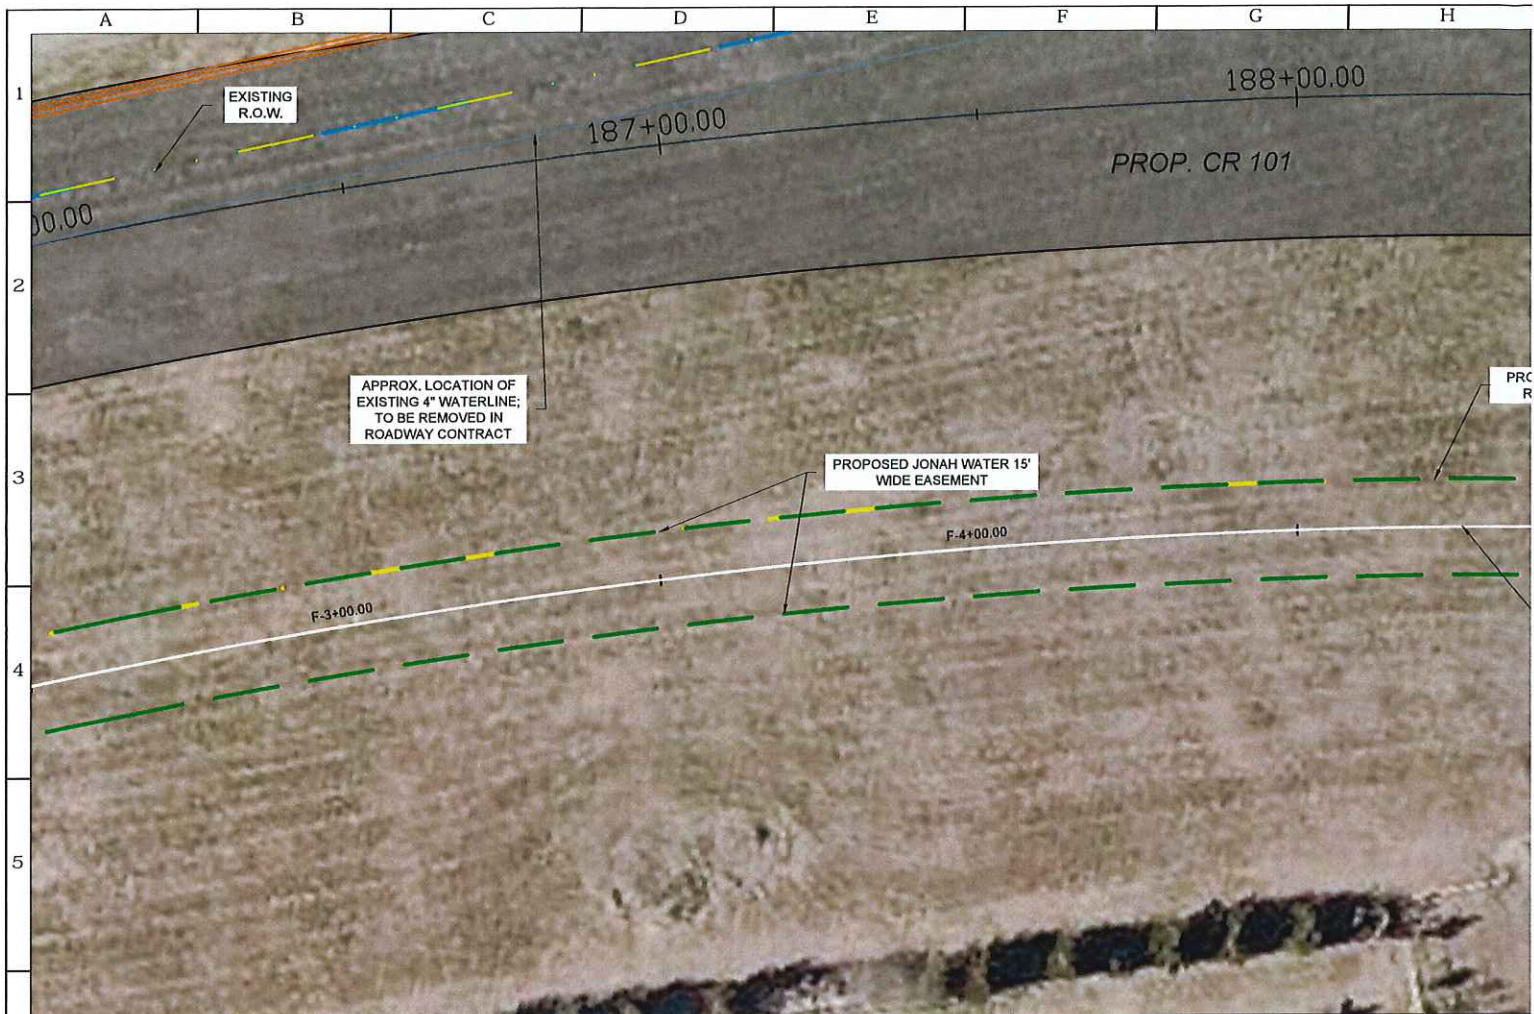 A B C D E F G H
1
EXISTING
R.O.W.
188+00.00
187+00.00
PROP. CR 101
00.00
2
APPROX. LOCATION OF
EXISTING 4" WATERLINE;
TO BE REMOVED IN
ROADWAY CONTRACT
3
PROPOSED JONAH WATER 15'
WIDE EASEMENT
F-4+00.00
F-3+00.00
4
5